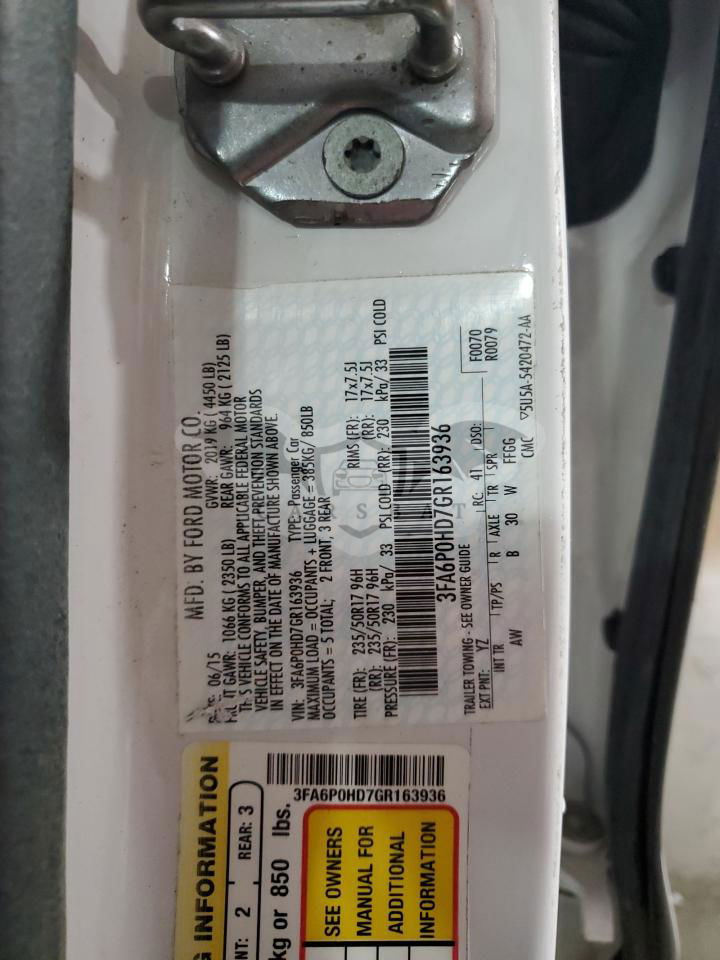 MFD. BY FORD MOTOR CO.
06/15 GVWR: 2019 KG ( 4450 LB)
GAWR: 1066 KG ( 2350 LB) REAR GAWR: 964 KG ( 2125 LB)
VEHICLE CONFORMS TO ALL APPLICABLE FEDERAL MOTOR
VEHICLE SAFETY, BUMPER, AND THEFT PREVENTION STANDARDS
IN EFFECT ON THE DATE OF MANUFACTURE SHOWN ABOVE.
VIN: 3FA6P0HD7GR163936 TYPE: Passenger Car
MAXIMUM LOAD = OCCUPANTS + LUGGAGE = 385KG / 850LB
OCCUPANTS = 5 TOTAL; 2 FRONT, 3 REAR
TIRE (FR): 235/50R17 96H RIMS (FR): 17x7.5J
(RR): 235/50R17 96H (RR): 17x7.5J
PRESSURE (FR): 230 kPa/ 33 PSI COLD (RR): 230 kPa/ 33 PSI COLD
3FA6P0HD7GR163936
TRAILER TOWING - SEE OWNER GUIDE F0070
EXT PNT: YZ RC: 41 DSO: R0079
INT TR TP/PS R AXLE TR SPR
AW B 30 W FFGG
CMC ▽5U5A-5420472-AA
G INFORMATION
NT: 2 REAR: 3
kg or 850 lbs.
3FA6P0HD7GR163936
SEE OWNERS
MANUAL FOR
ADDITIONAL
INFORMATION